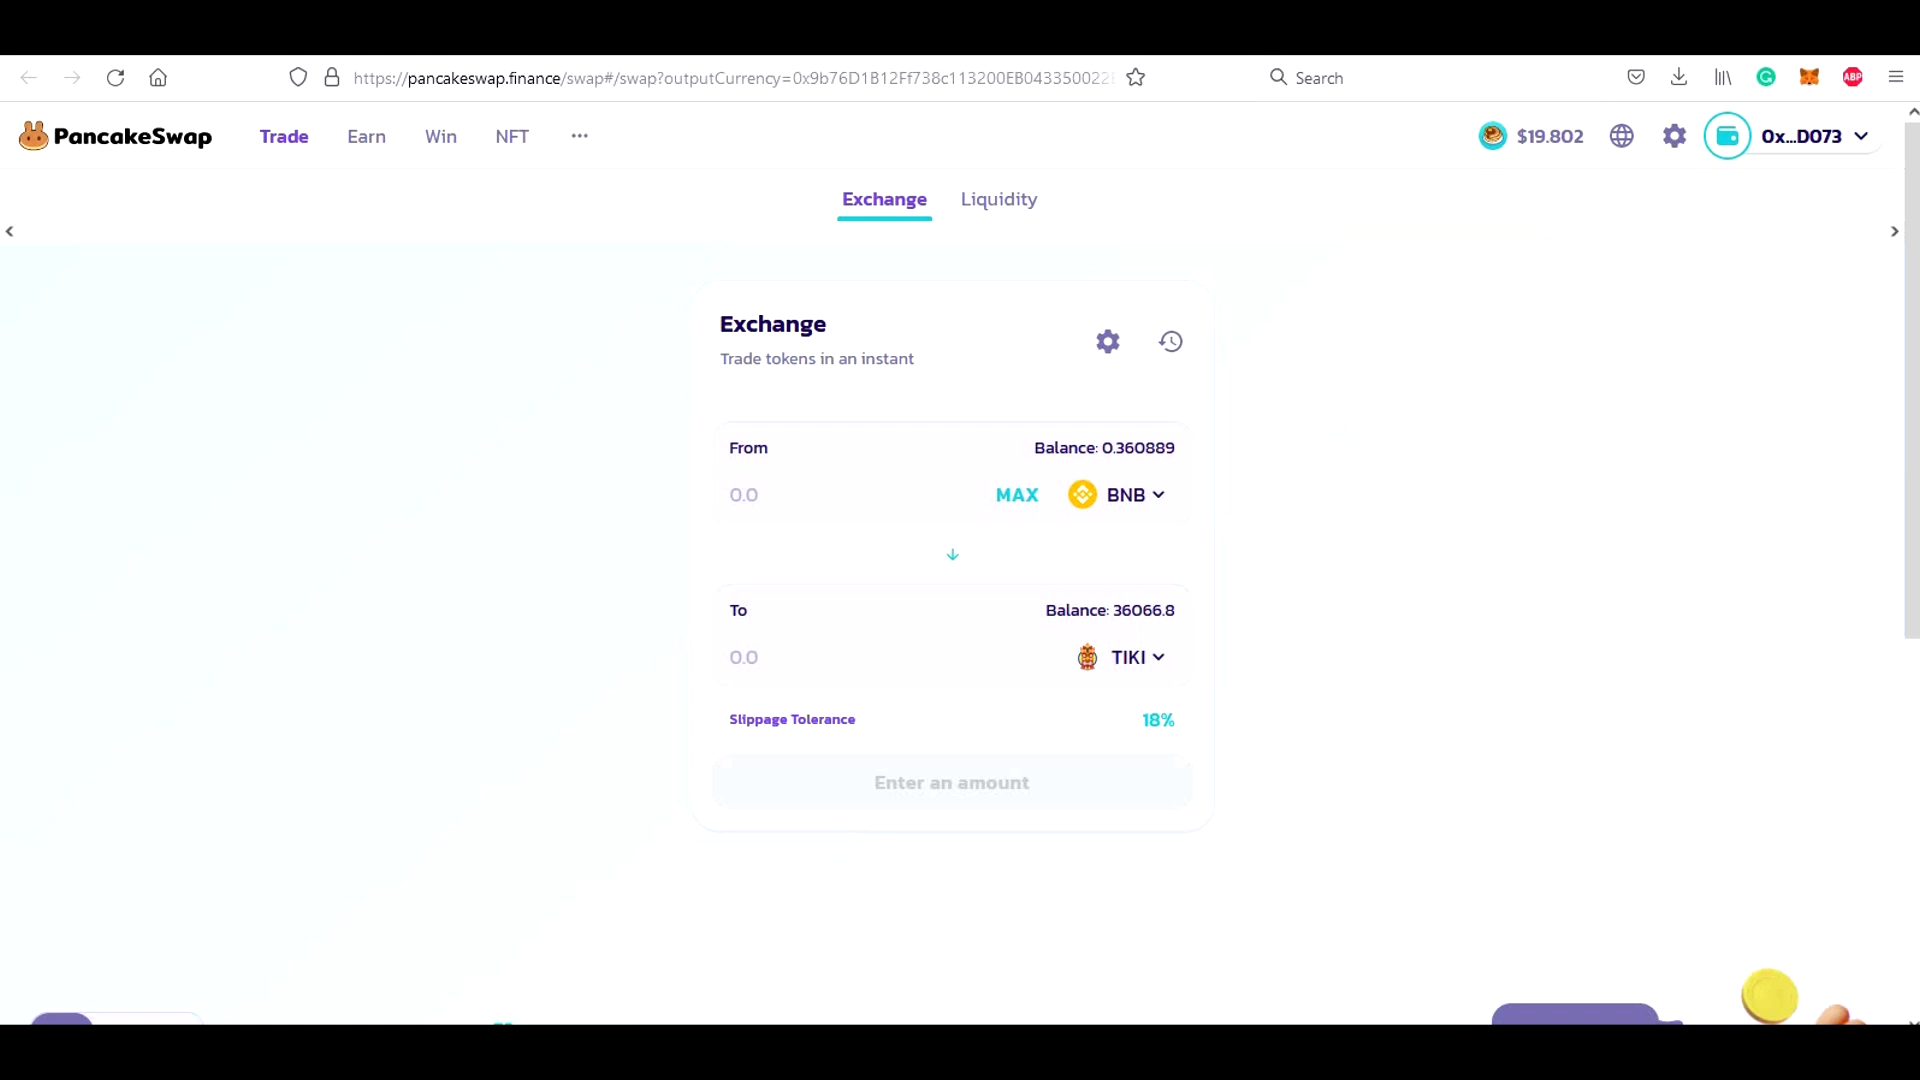 https://pancakeswap.finance/swap#/swap?outputCurrency=0x9b76D1B12Ff738c113200EB043350022E
Search
ABP
PancakeSwap
Trade
Earn
Win
NFT
$19.802
0x...D073
Exchange
Liquidity
Exchange
Trade tokens in an instant
From
Balance: 0.360889
0.0
MAX
BNB
To
Balance: 36066.8
0.0
TIKI
Slippage Tolerance
18%
Enter an amount